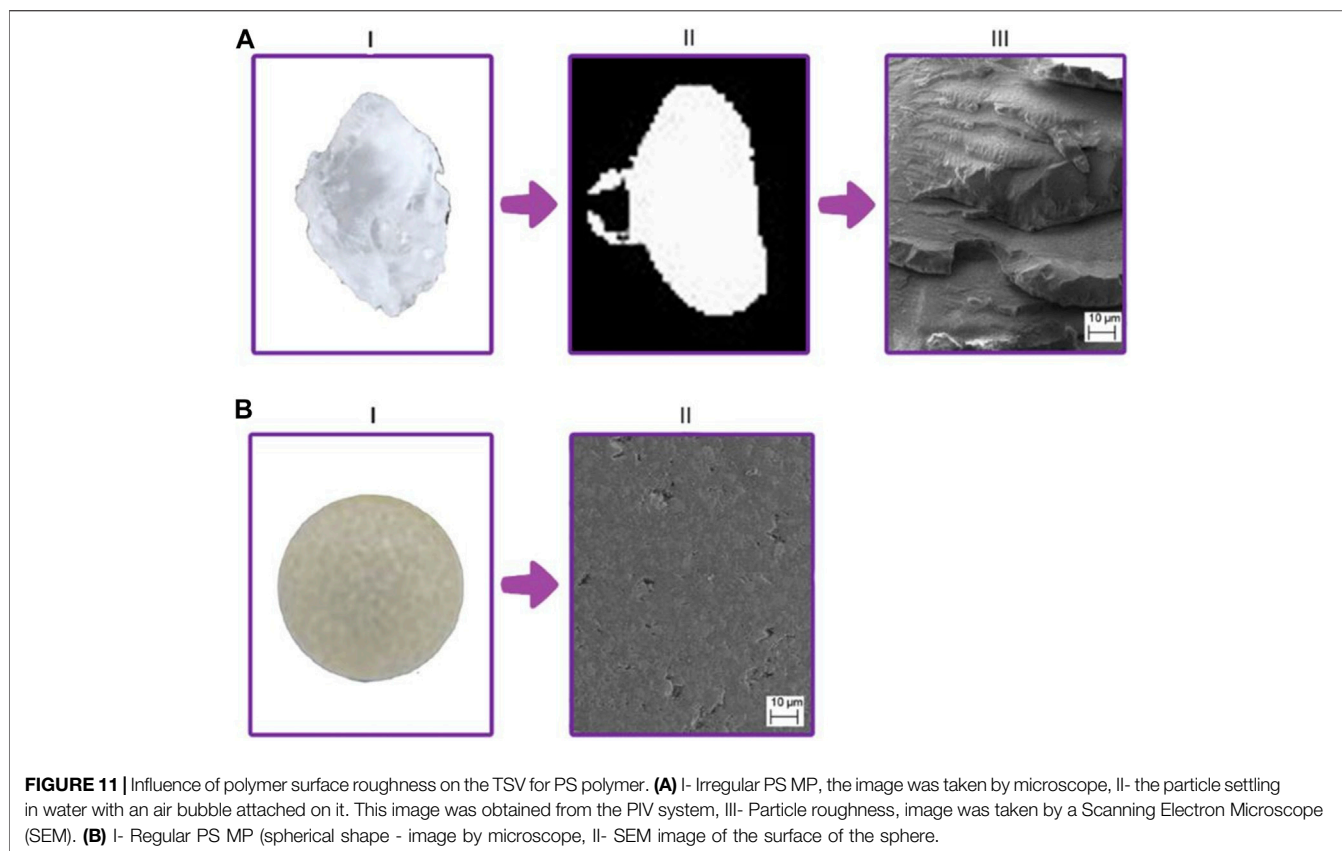 A
I
II
III
10 µm
B
I
II
10 µm
FIGURE 11 | Influence of polymer surface roughness on the TSV for PS polymer. (A) I- Irregular PS MP, the image was taken by microscope, II- the particle settling
in water with an air bubble attached on it. This image was obtained from the PIV system, III- Particle roughness, image was taken by a Scanning Electron Microscope
(SEM). (B) I- Regular PS MP (spherical shape - image by microscope, II- SEM image of the surface of the sphere.